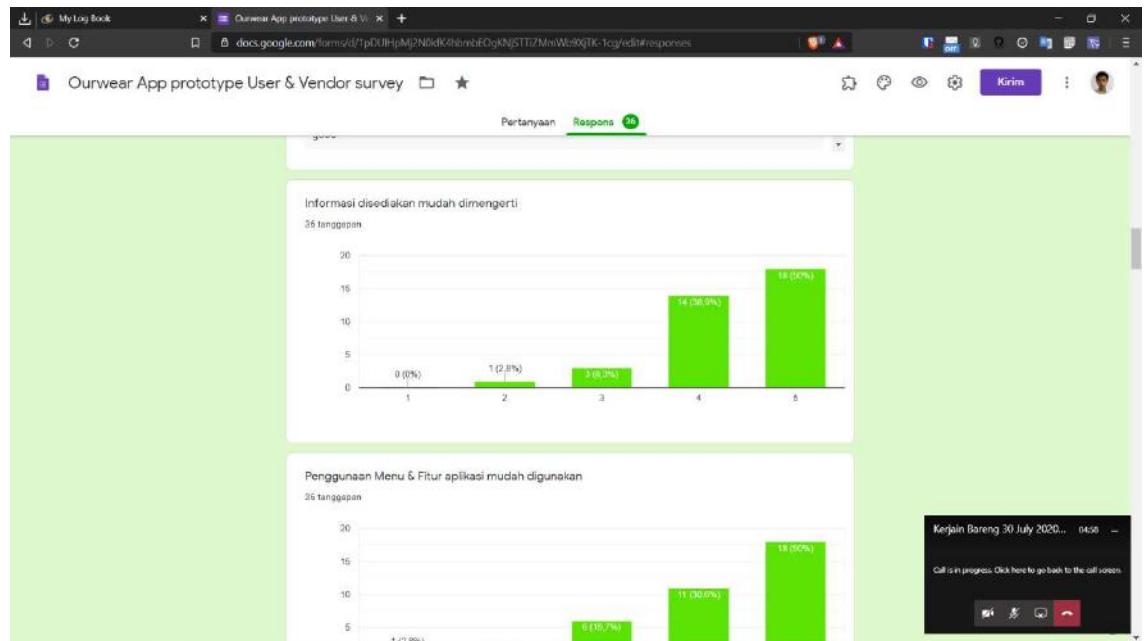 My Log Book
Ourwear App prototype User & V
docs.google.com/forms/d/1pDUlHpMj2N0kfK4hbmbEOgKNjSTTiZMmWb9XjTK-1cg/edit#responses
Ourwear App prototype User & Vendor survey
Kirim
Pertanyaan Respons 36
Informasi disediakan mudah dimengerti
36 tanggapan
20
15
10
5
0
0 (0%)
1 (2,8%)
3 (8,3%)
14 (38,9%)
18 (50%)
1 2 3 4 5
Penggunaan Menu & Fitur aplikasi mudah digunakan
36 tanggapan
20
15
10
5
1 (2,8%)
6 (16,7%)
11 (30,6%)
18 (50%)
Kerjain Bareng 30 July 2020... 04:58
Call is in progress. Click here to go back to the call screen.